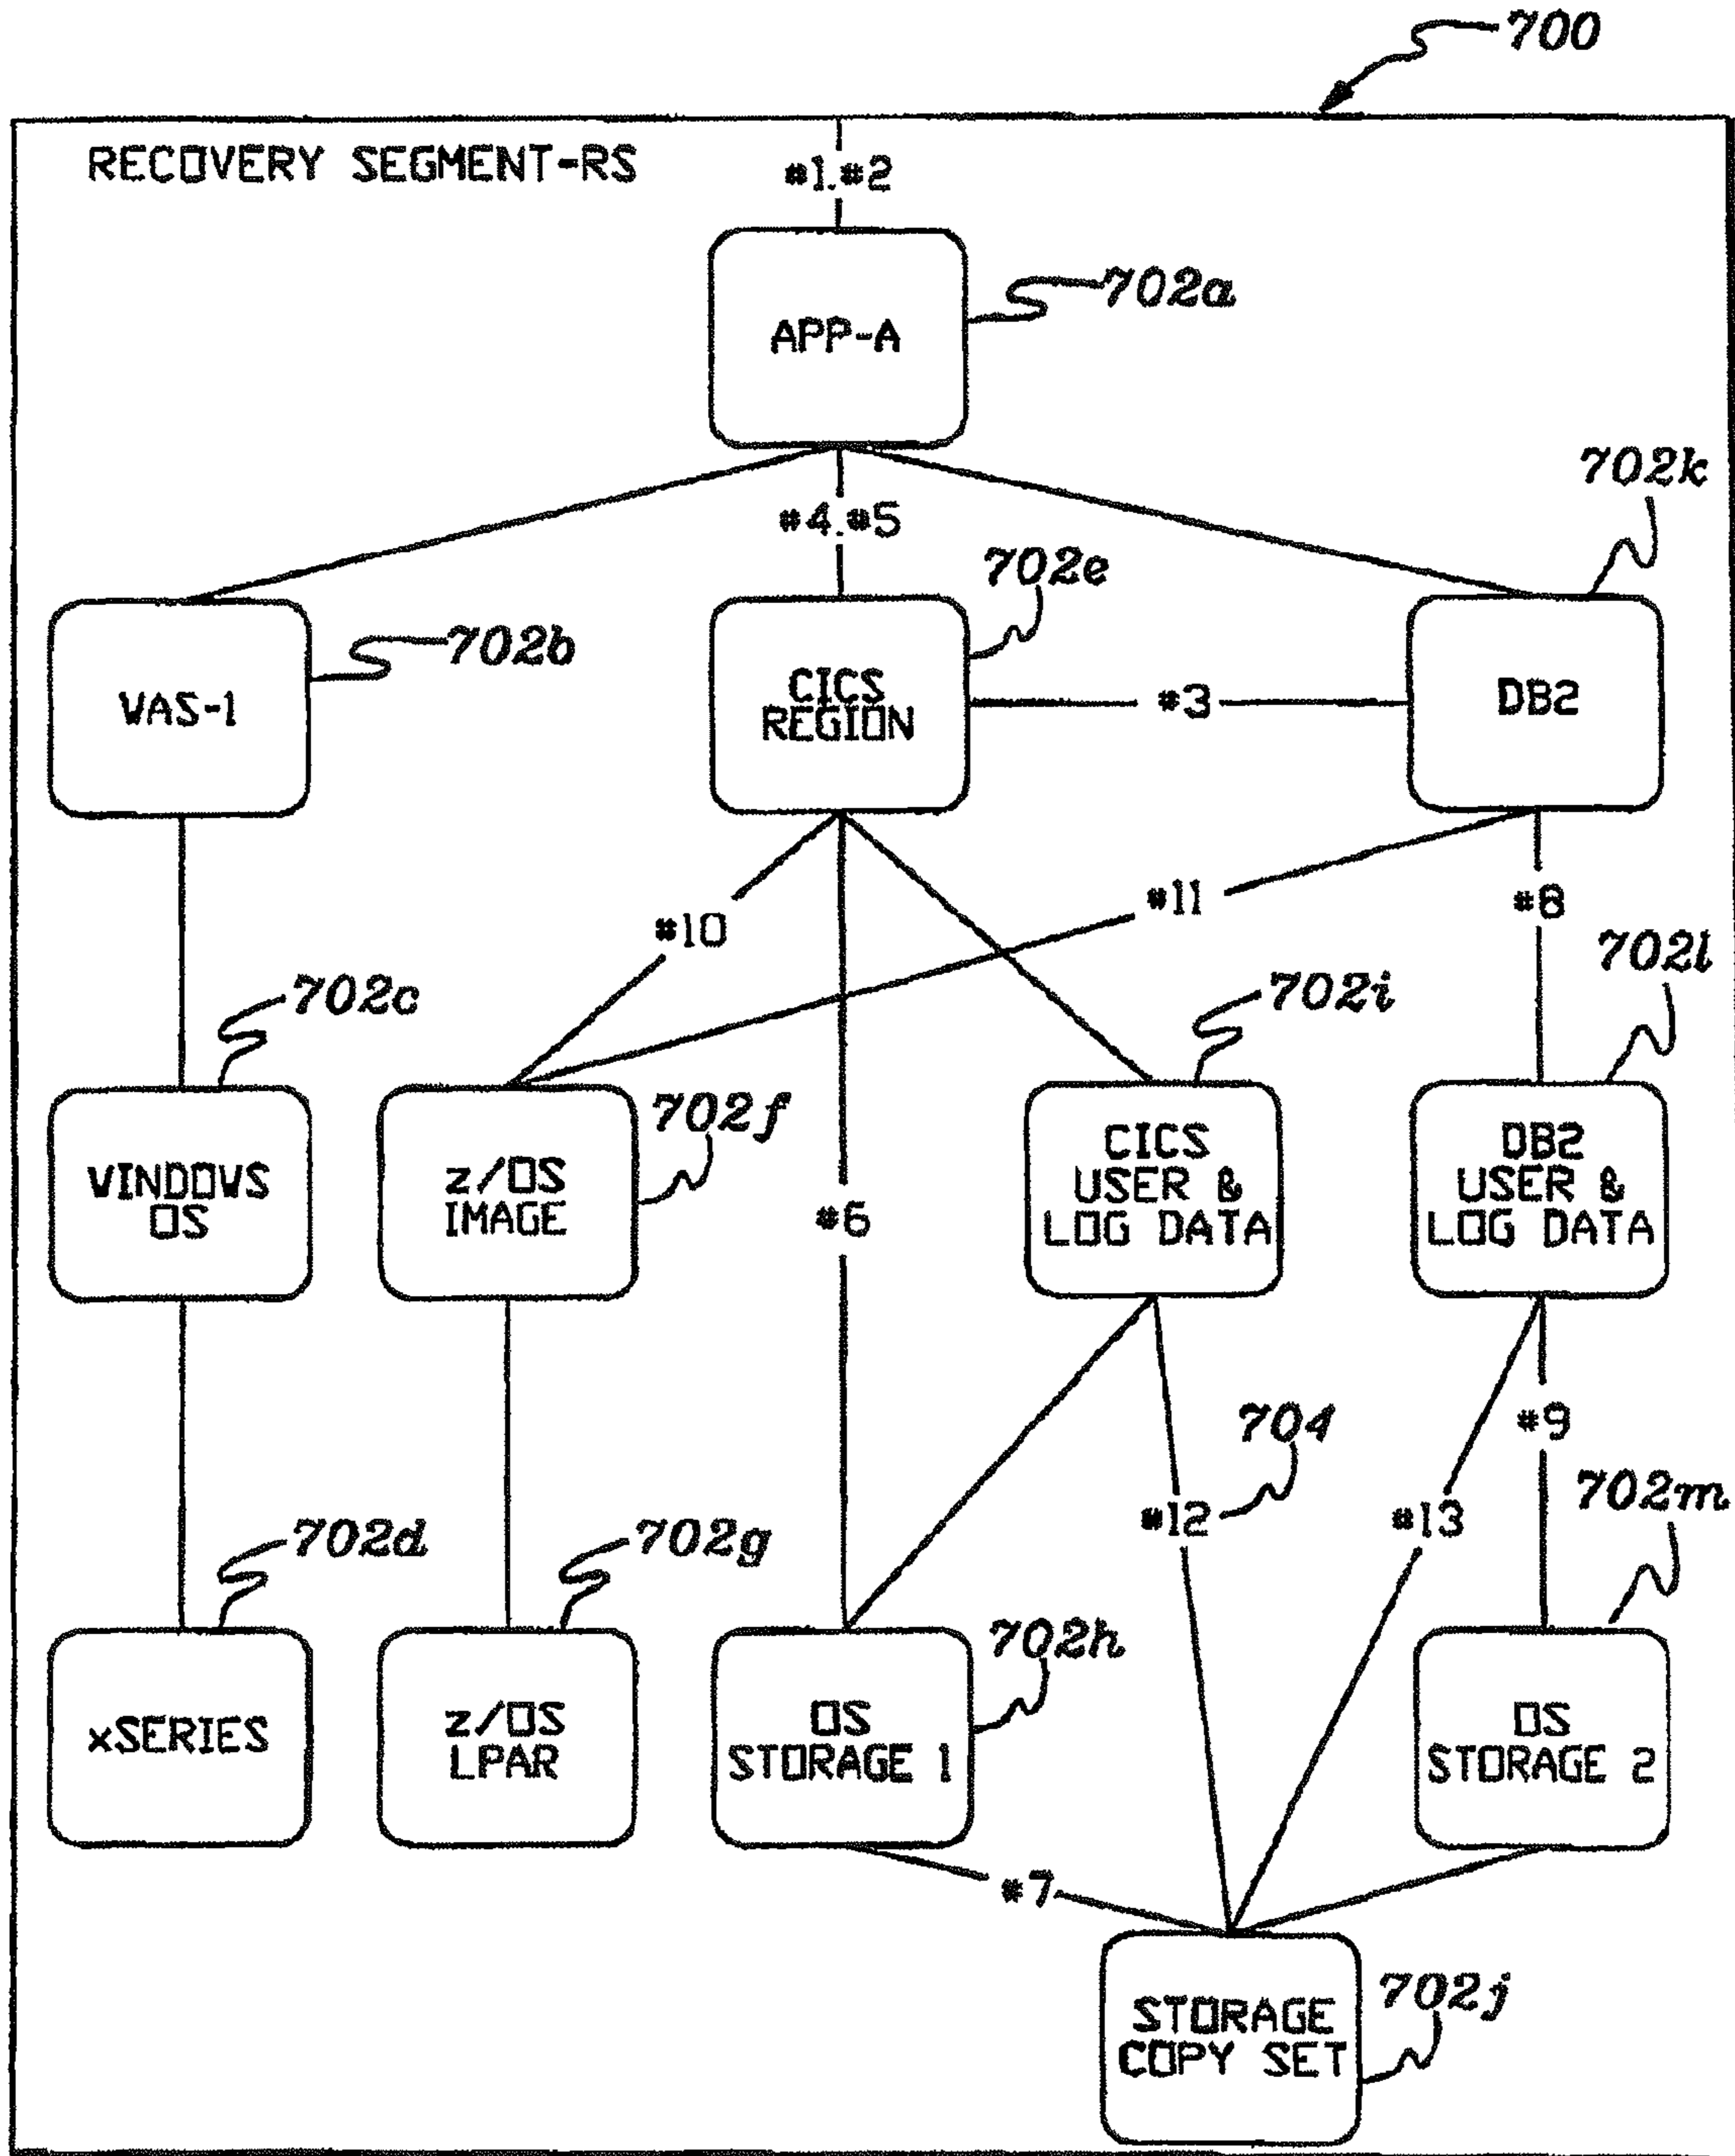 700
RECOVERY SEGMENT-RS
#1.#2
702a
APP-A
702k
#4.#5
702e
702b
WAS-1
CICS
REGION
#3
DB2
#10
#11
#8
702l
702c
702i
702f
WINDOWS
OS
z/OS
IMAGE
#6
CICS
USER &
LOG DATA
DB2
USER &
LOG DATA
704
#9
702m
#12
#13
702d
702g
702h
xSERIES
z/OS
LPAR
OS
STORAGE 1
OS
STORAGE 2
#7
702j
STORAGE
COPY SET